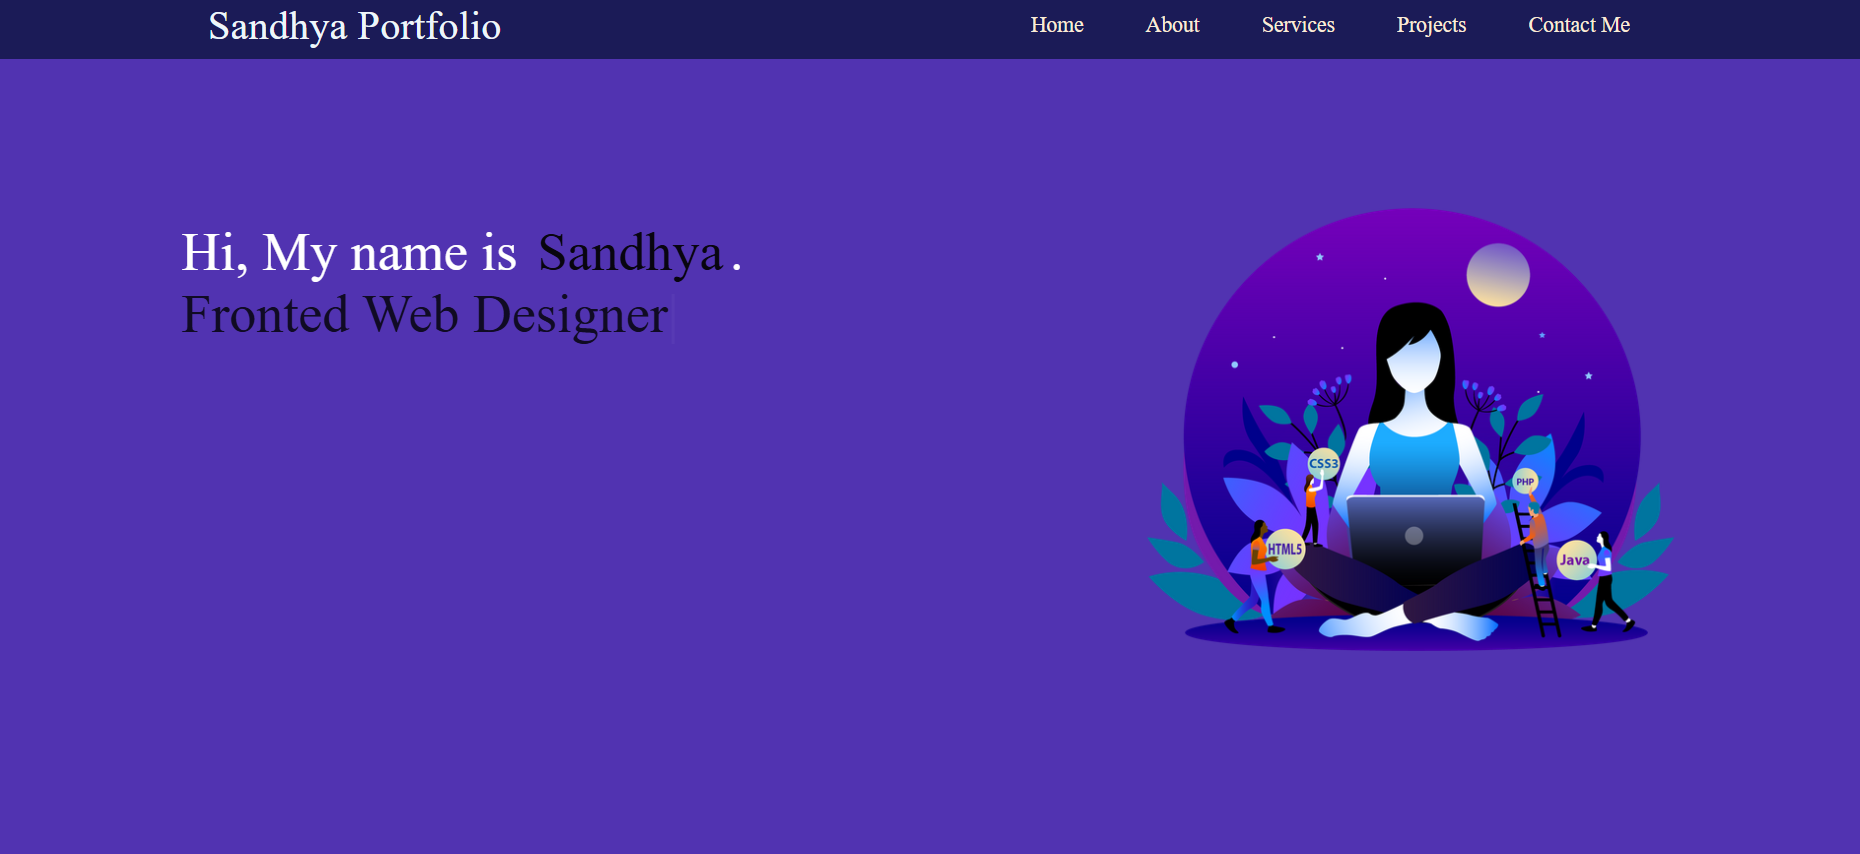 Sandhya Portfolio
Home About Services Projects Contact Me
Hi, My name is Sandhya .
Fronted Web Designer
CSS3
PHP
HTML5
Java